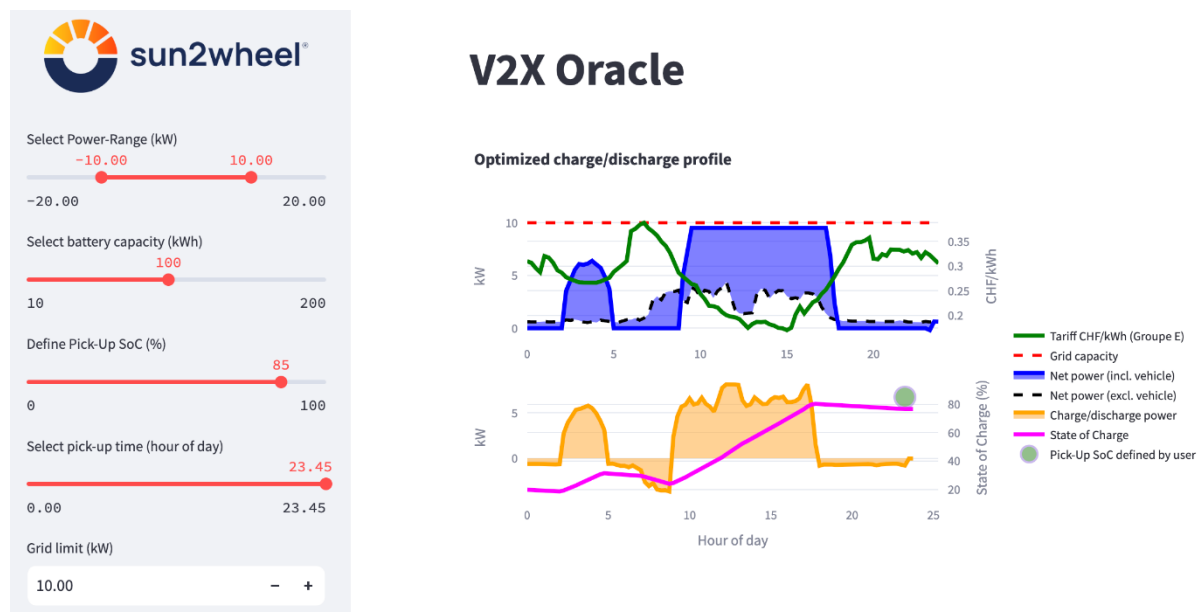 sun2wheel®
Select Power-Range (kW)
-10.00 10.00
-20.00 20.00
Select battery capacity (kWh)
100
10 200
Define Pick-Up SoC (%)
85
0 100
Select pick-up time (hour of day)
23.45
0.00 23.45
Grid limit (kW)
10.00 − +
V2X Oracle
Optimized charge/discharge profile
10
5
0
kW
0.35
0.3
0.25
0.2
CHF/kWh
0 5 10 15 20
5
0
kW
80
60
40
20
State of Charge (%)
0 5 10 15 20 25
Hour of day
Tariff CHF/kWh (Groupe E)
Grid capacity
Net power (incl. vehicle)
Net power (excl. vehicle)
Charge/discharge power
State of Charge
Pick-Up SoC defined by user